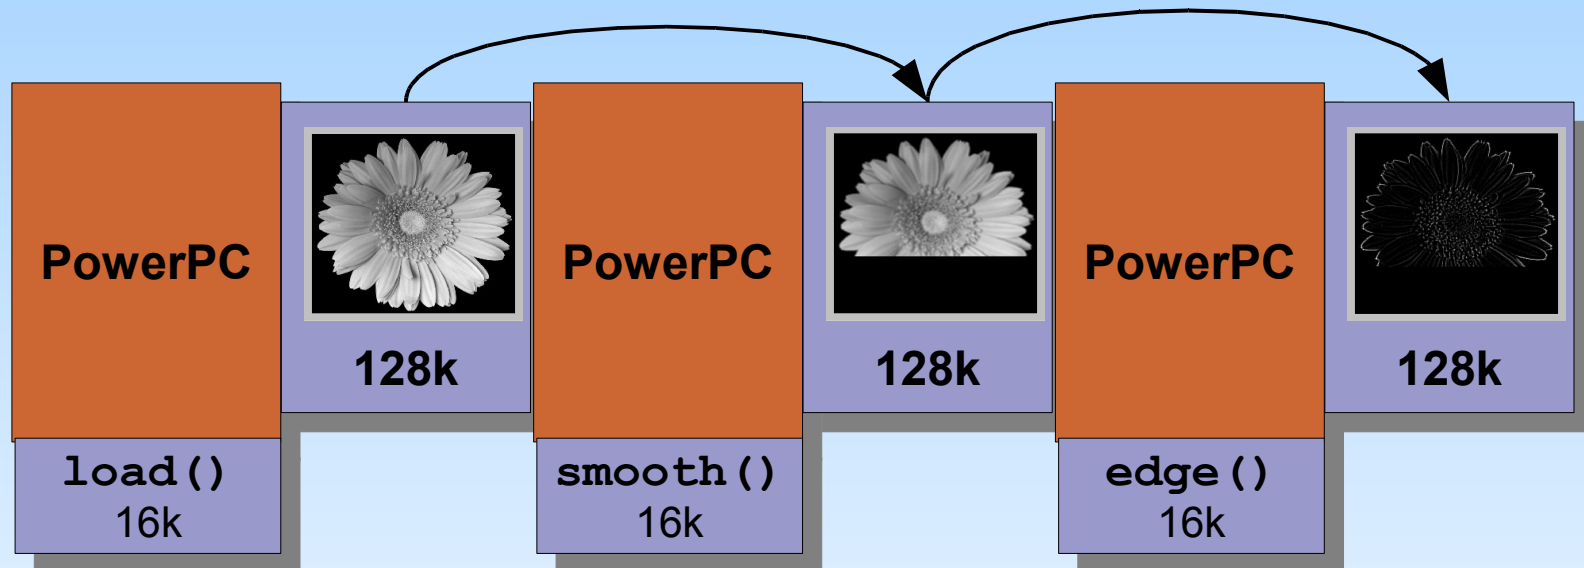 PowerPC
128k
load()
16k
PowerPC
128k
smooth()
16k
PowerPC
128k
edge()
16k